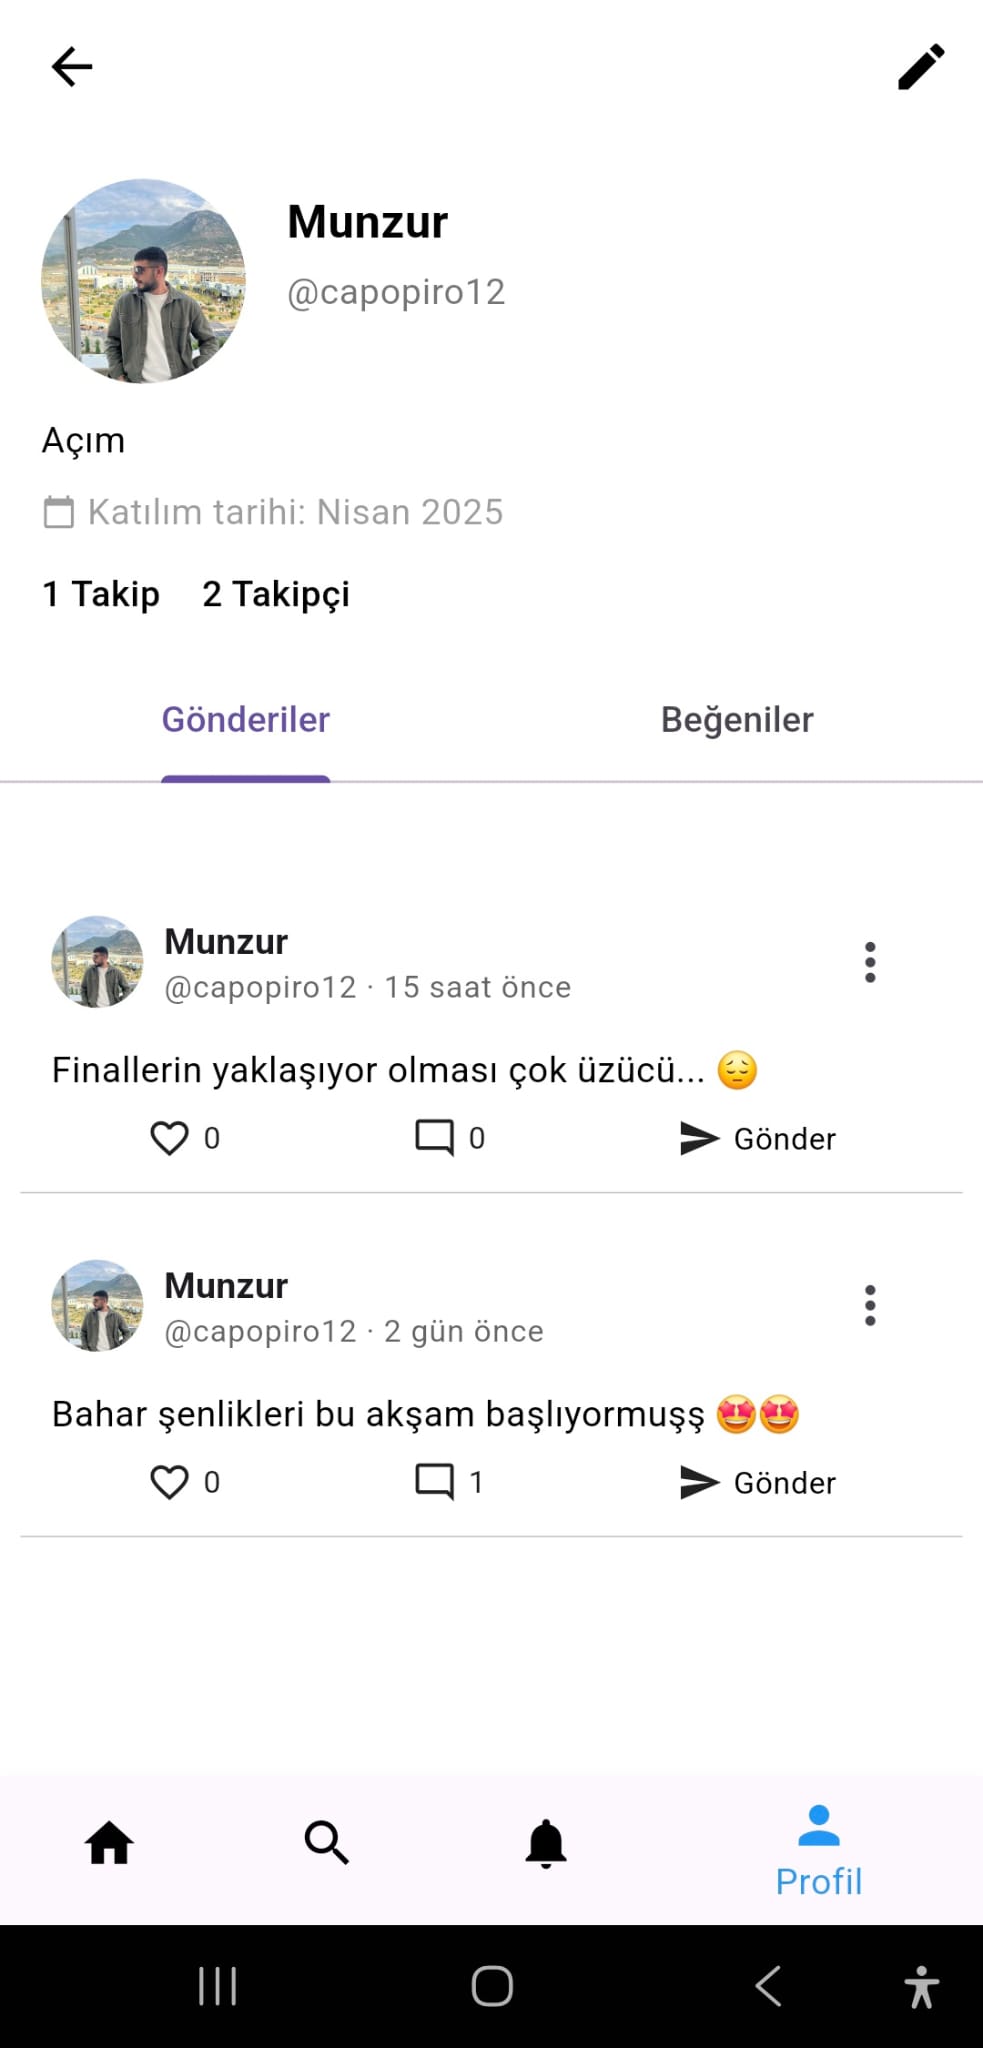 Munzur
@capopiro12
Açım
Katılım tarihi: Nisan 2025
1 Takip 2 Takipçi
Gönderiler Beğeniler
Munzur
@capopiro12 · 15 saat önce
Finallerin yaklaşıyor olması çok üzücü... 😔
0 0 Gönder
Munzur
@capopiro12 · 2 gün önce
Bahar şenlikleri bu akşam başlıyormuşş 🤩🤩
0 1 Gönder
Profil